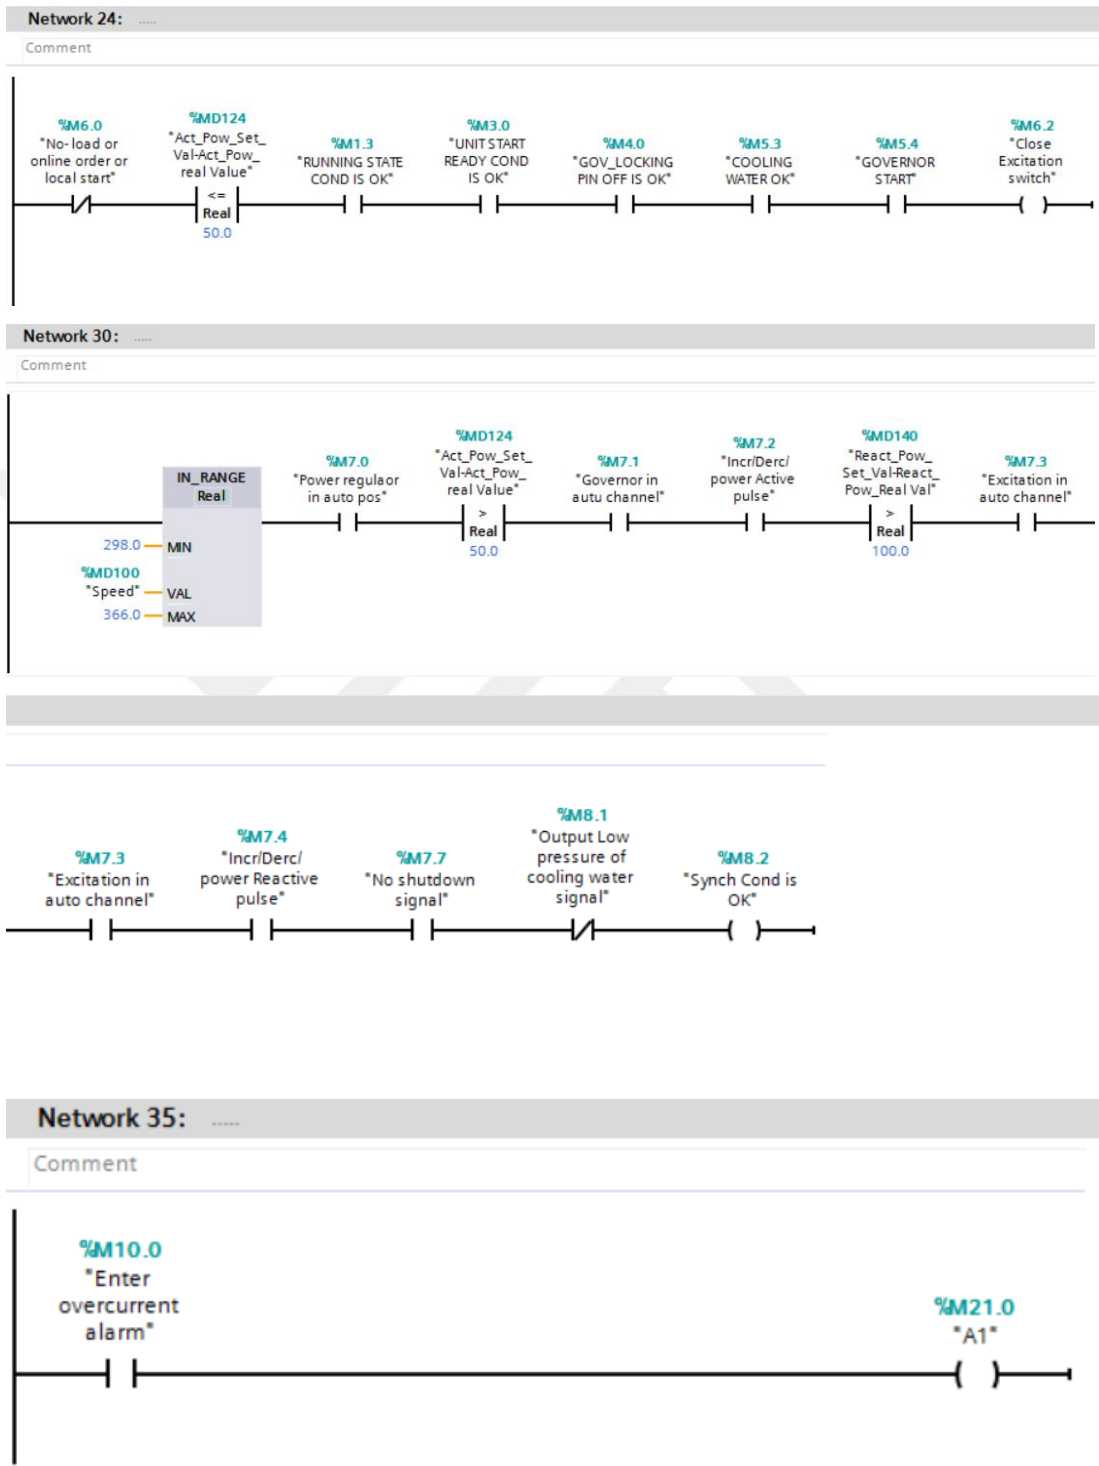 Network 24: .....
Comment
%M6.0
"No-load or
online order or
local start"
%MD124
"Act_Pow_Set_
Val-Act_Pow_
real Value"
<=
Real
50.0
%M1.3
"RUNNING STATE
COND IS OK"
%M3.0
"UNIT START
READY COND
IS OK"
%M4.0
"GOV_LOCKING
PIN OFF IS OK"
%M5.3
"COOLING
WATER OK"
%M5.4
"GOVERNOR
START"
%M6.2
"Close
Excitation
switch"
Network 30: .....
Comment
IN_RANGE
Real
298.0
MIN
%MD100
"Speed"
VAL
366.0
MAX
%M7.0
"Power regulaor
in auto pos"
%MD124
"Act_Pow_Set_
Val-Act_Pow_
real Value"
>
Real
50.0
%M7.1
"Governor in
autu channel"
%M7.2
"Incr/Derc/
power Active
pulse"
%MD140
"React_Pow_
Set_Val-React_
Pow_Real Val"
>
Real
100.0
%M7.3
"Excitation in
auto channel"
%M7.3
"Excitation in
auto channel"
%M7.4
"Incr/Derc/
power Reactive
pulse"
%M7.7
"No shutdown
signal"
%M8.1
"Output Low
pressure of
cooling water
signal"
%M8.2
"Synch Cond is
OK"
Network 35: .....
Comment
%M10.0
"Enter
overcurrent
alarm"
%M21.0
"A1"